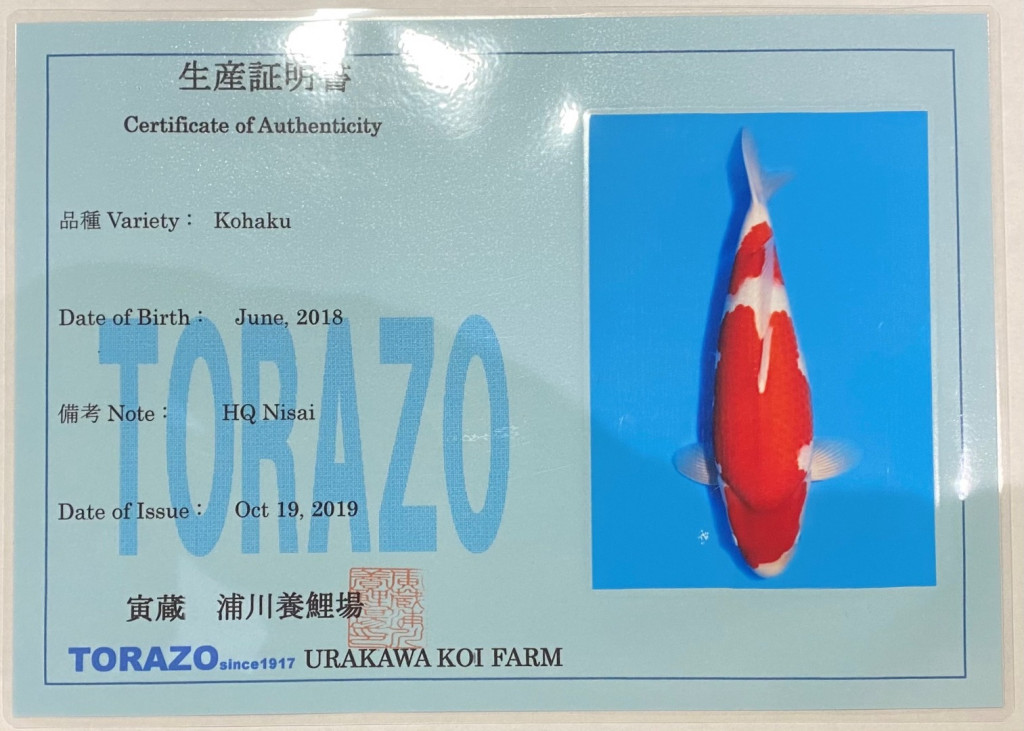 生産証明書
Certificate of Authenticity
品種 Variety： Kohaku
Date of Birth： June, 2018
TORAZO
備考 Note： HQ Nisai
Date of Issue： Oct 19, 2019
寅蔵 浦川養鯉場
TORAZO since1917 URAKAWA KOI FARM